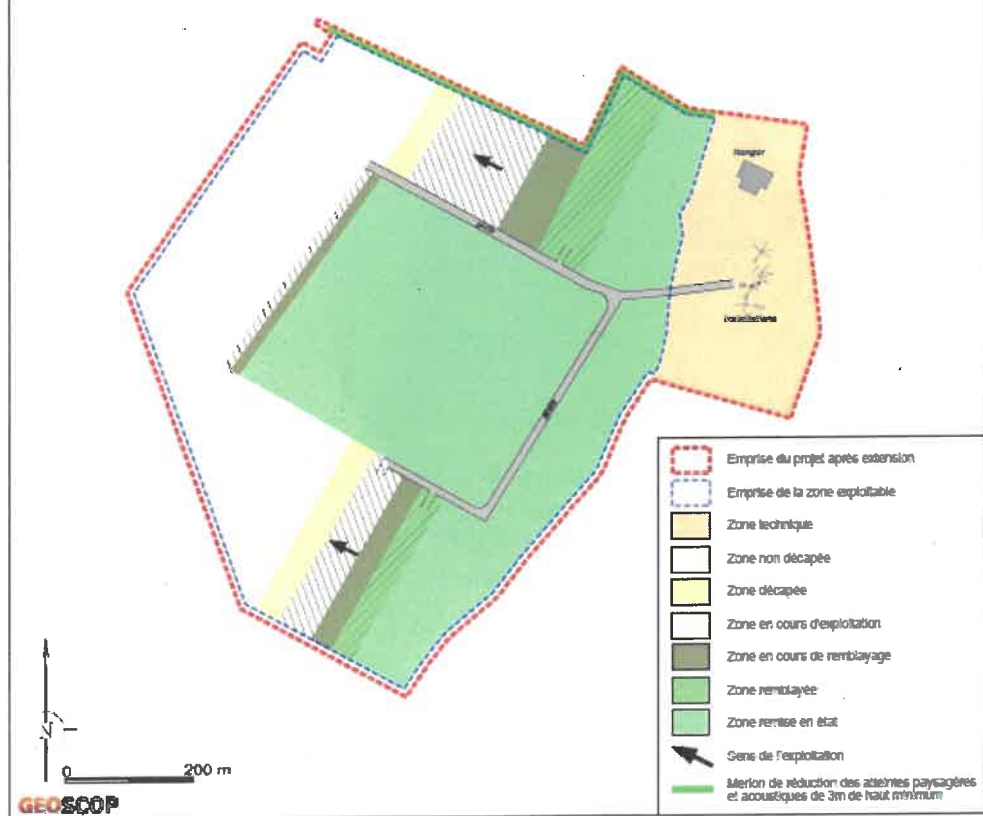 Hangar
Emprise du projet après extension
Emprise de la zone exploitable
Zone technique
Zone non décapée
Zone décapée
Zone en cours d'exploitation
Zone en cours de remblayage
Zone remblayée
Zone remise en état
Sens de l'exploitation
Merlon de réduction des atteintes paysagères
et acoustiques de 3m de haut minimum
0 200 m
GEOSCOP